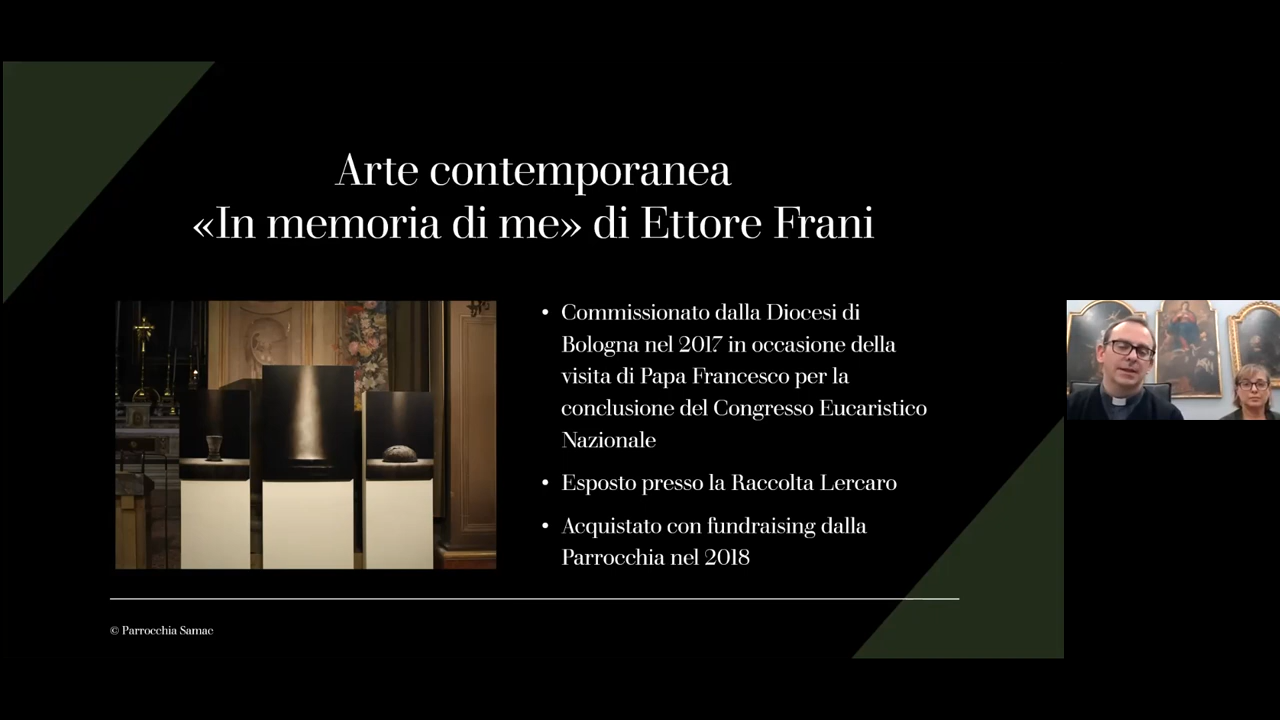 Arte contemporanea
«In memoria di me» di Ettore Frani
• Commissionato dalla Diocesi di
Bologna nel 2017 in occasione della
visita di Papa Francesco per la
conclusione del Congresso Eucaristico
Nazionale
• Esposto presso la Raccolta Lercaro
• Acquistato con fundraising dalla
Parrocchia nel 2018
© Parrocchia Samac